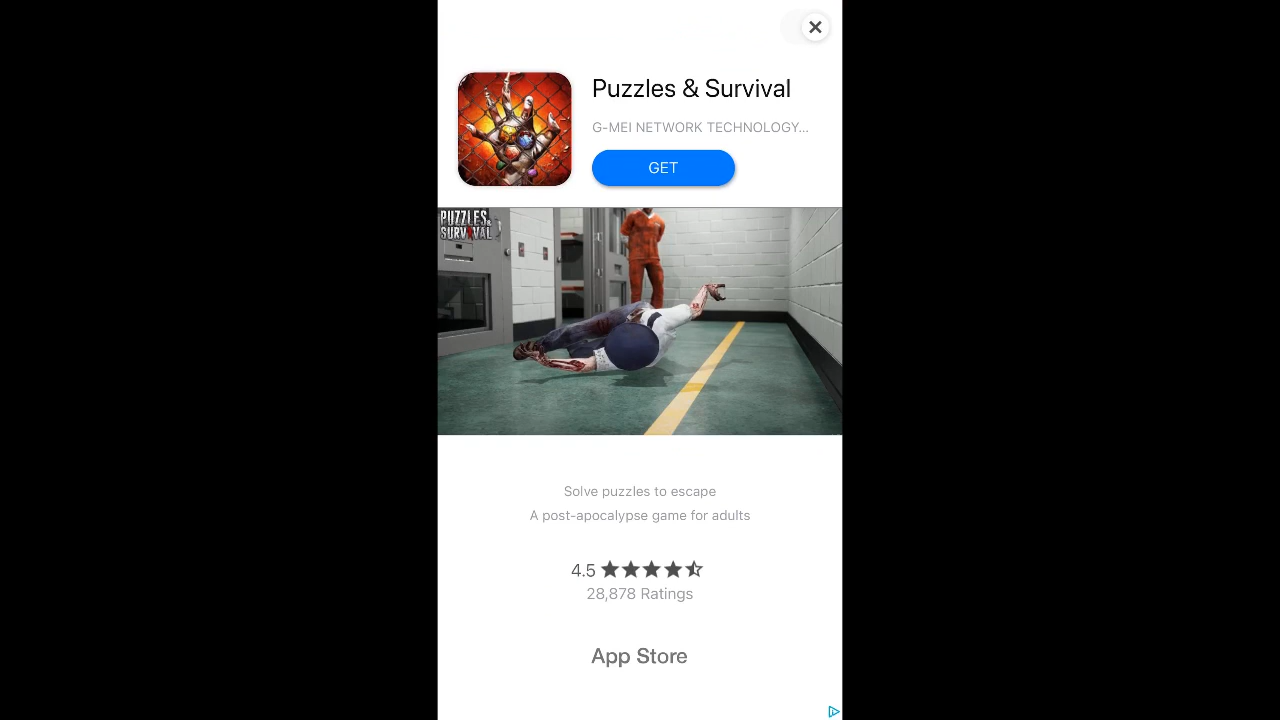 Puzzles & Survival
G-MEI NETWORK TECHNOLOGY...
GET
PUZZLES &
SURVIVAL
Solve puzzles to escape
A post-apocalypse game for adults
4.5
28,878 Ratings
App Store